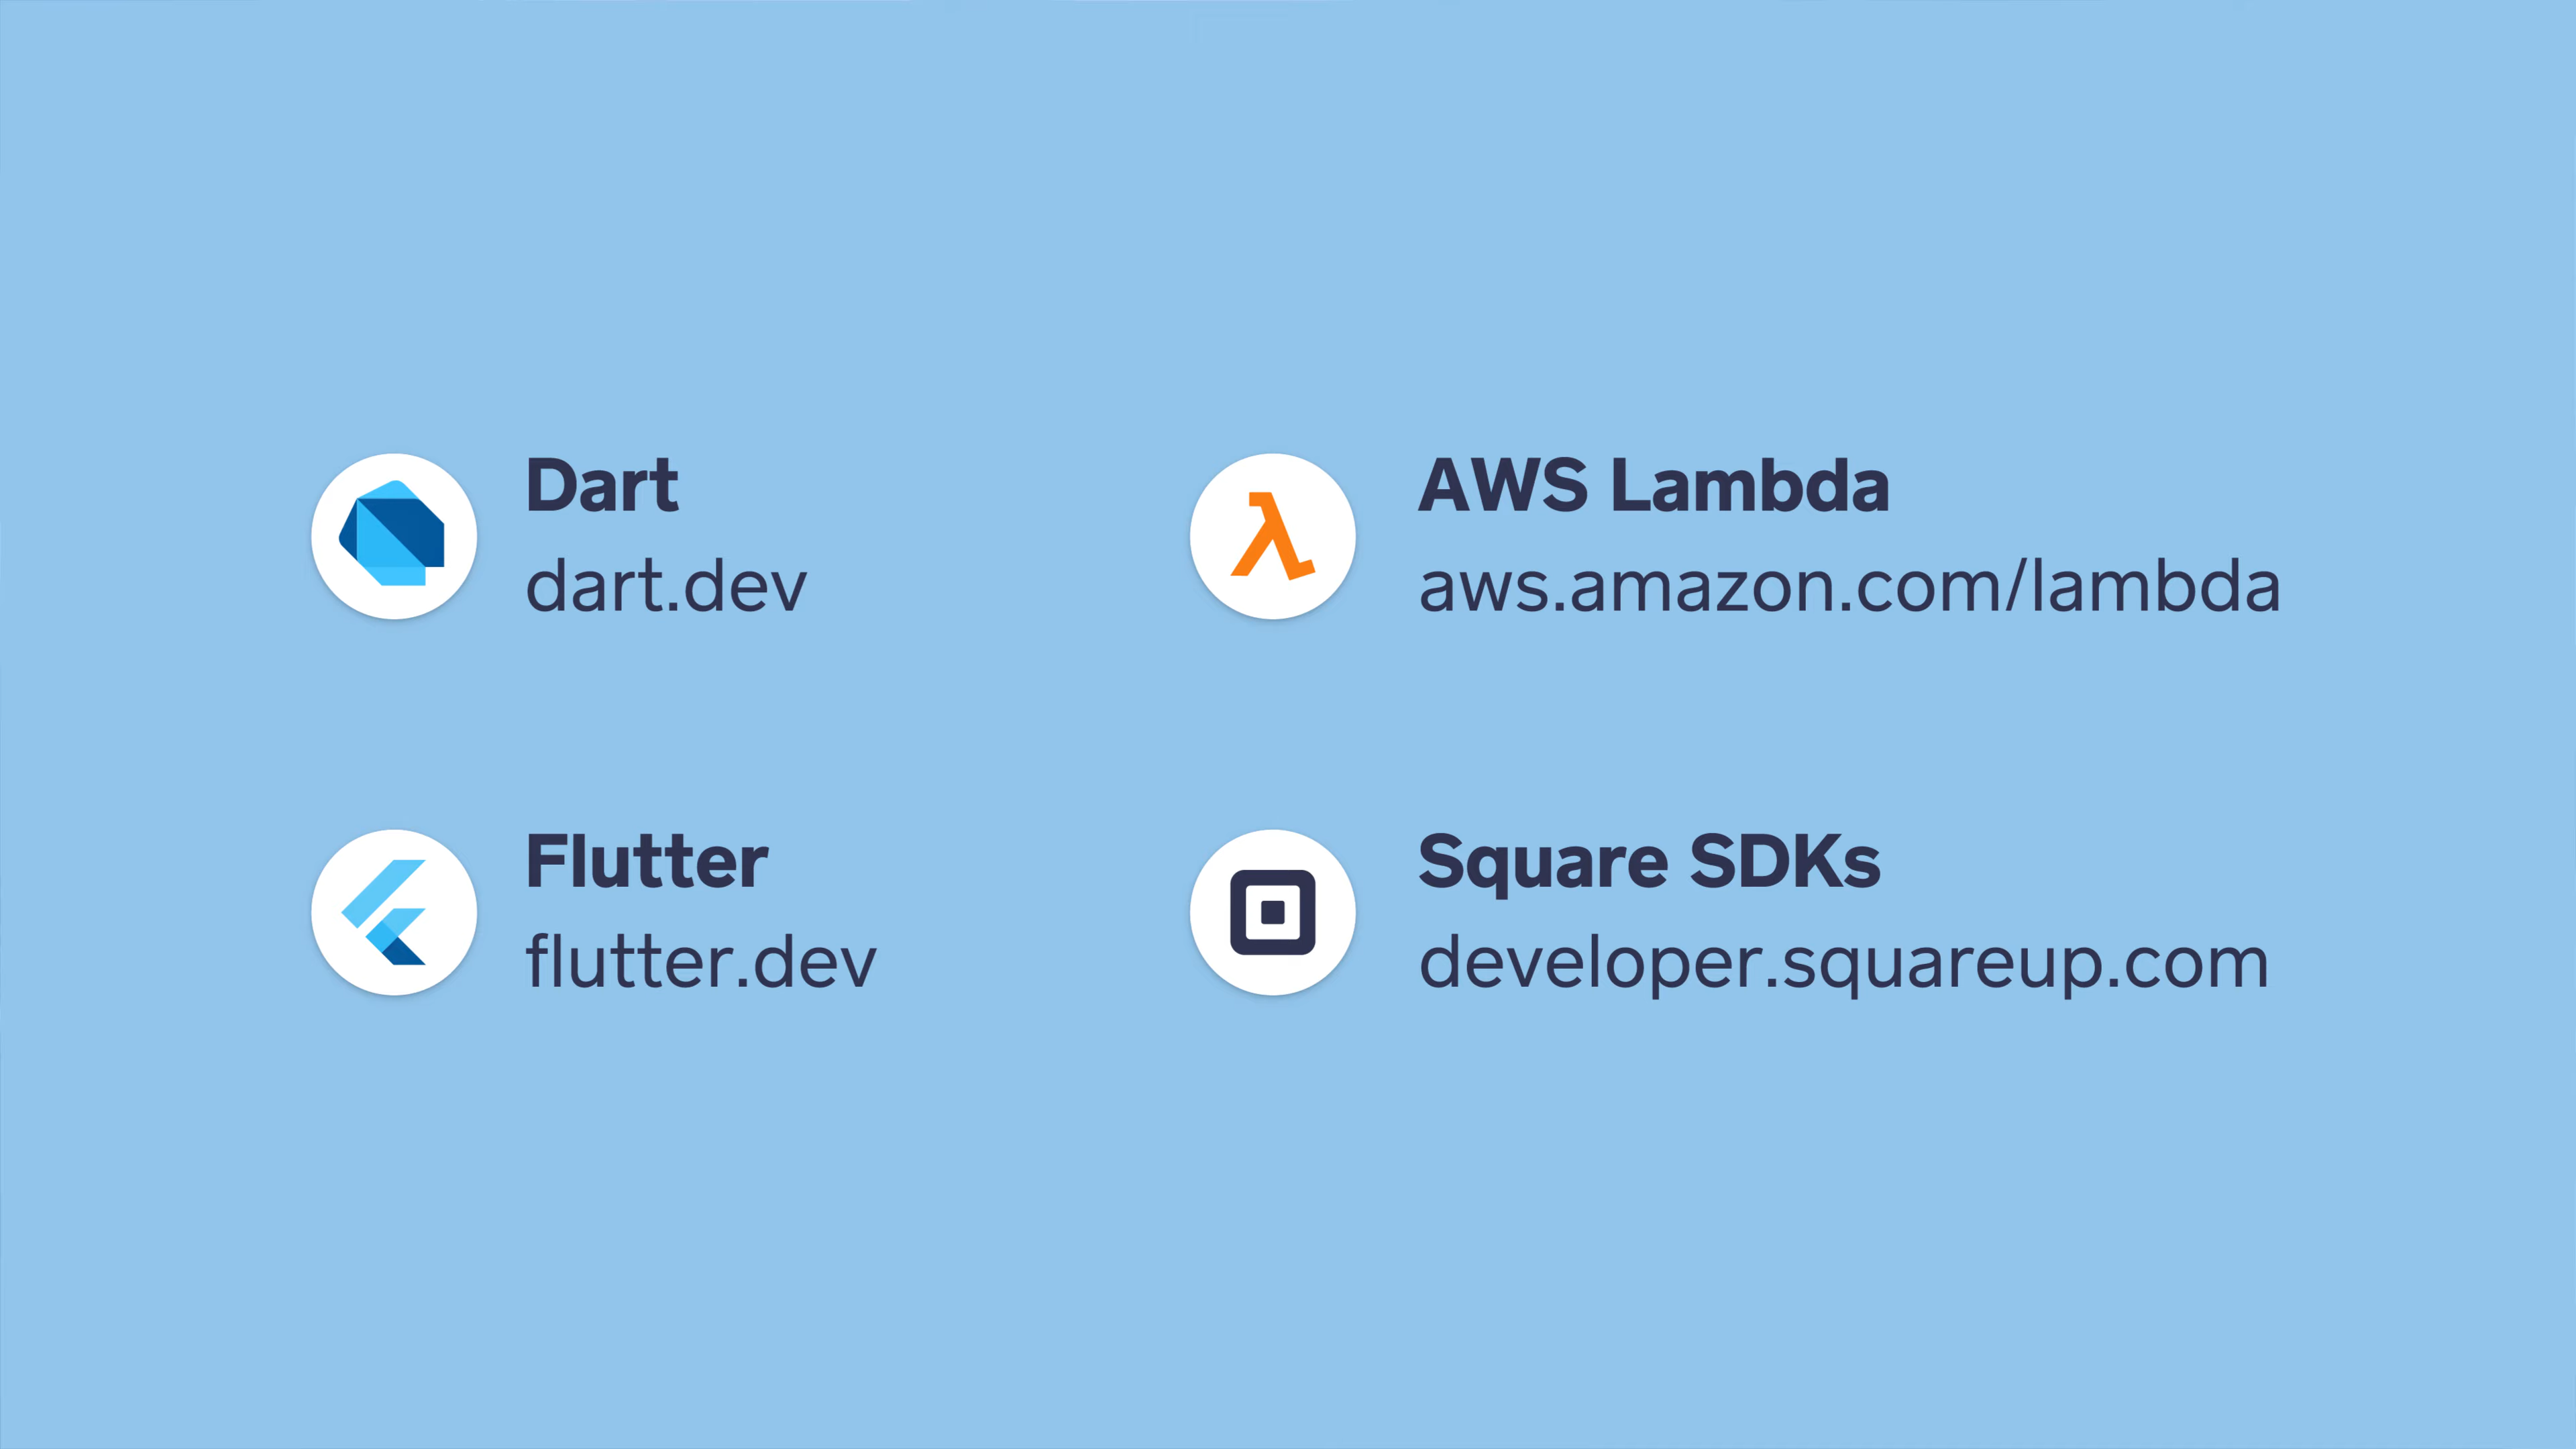 Dart
dart.dev
AWS Lambda
aws.amazon.com/lambda
Flutter
flutter.dev
Square SDKs
developer.squareup.com